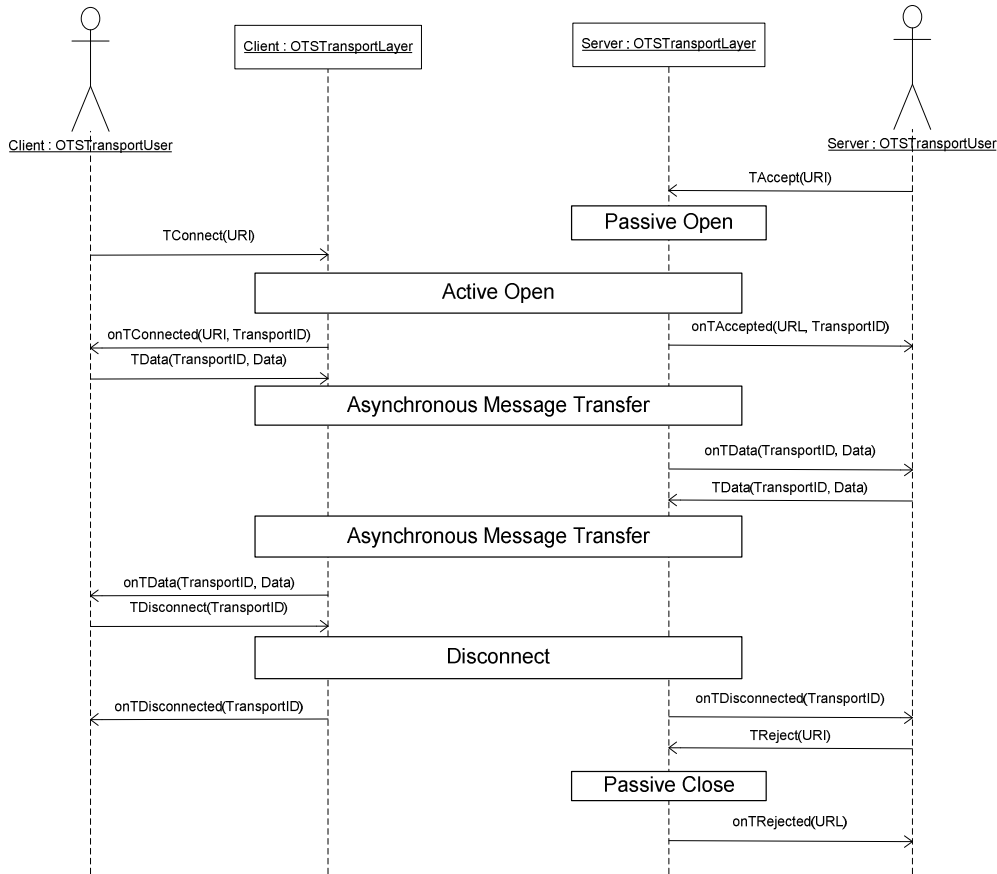 Client : OTSTransportLayer
Server : OTSTransportLayer
Client : OTSTransportUser
Server : OTSTransportUser
TAccept(URI)
Passive Open
TConnect(URI)
Active Open
onTConnected(URI, TransportID)
onTAccepted(URL, TransportID)
TData(TransportID, Data)
Asynchronous Message Transfer
onTData(TransportID, Data)
TData(TransportID, Data)
Asynchronous Message Transfer
onTData(TransportID, Data)
TDisconnect(TransportID)
Disconnect
onTDisconnected(TransportID)
onTDisconnected(TransportID)
TReject(URI)
Passive Close
onTRejected(URL)